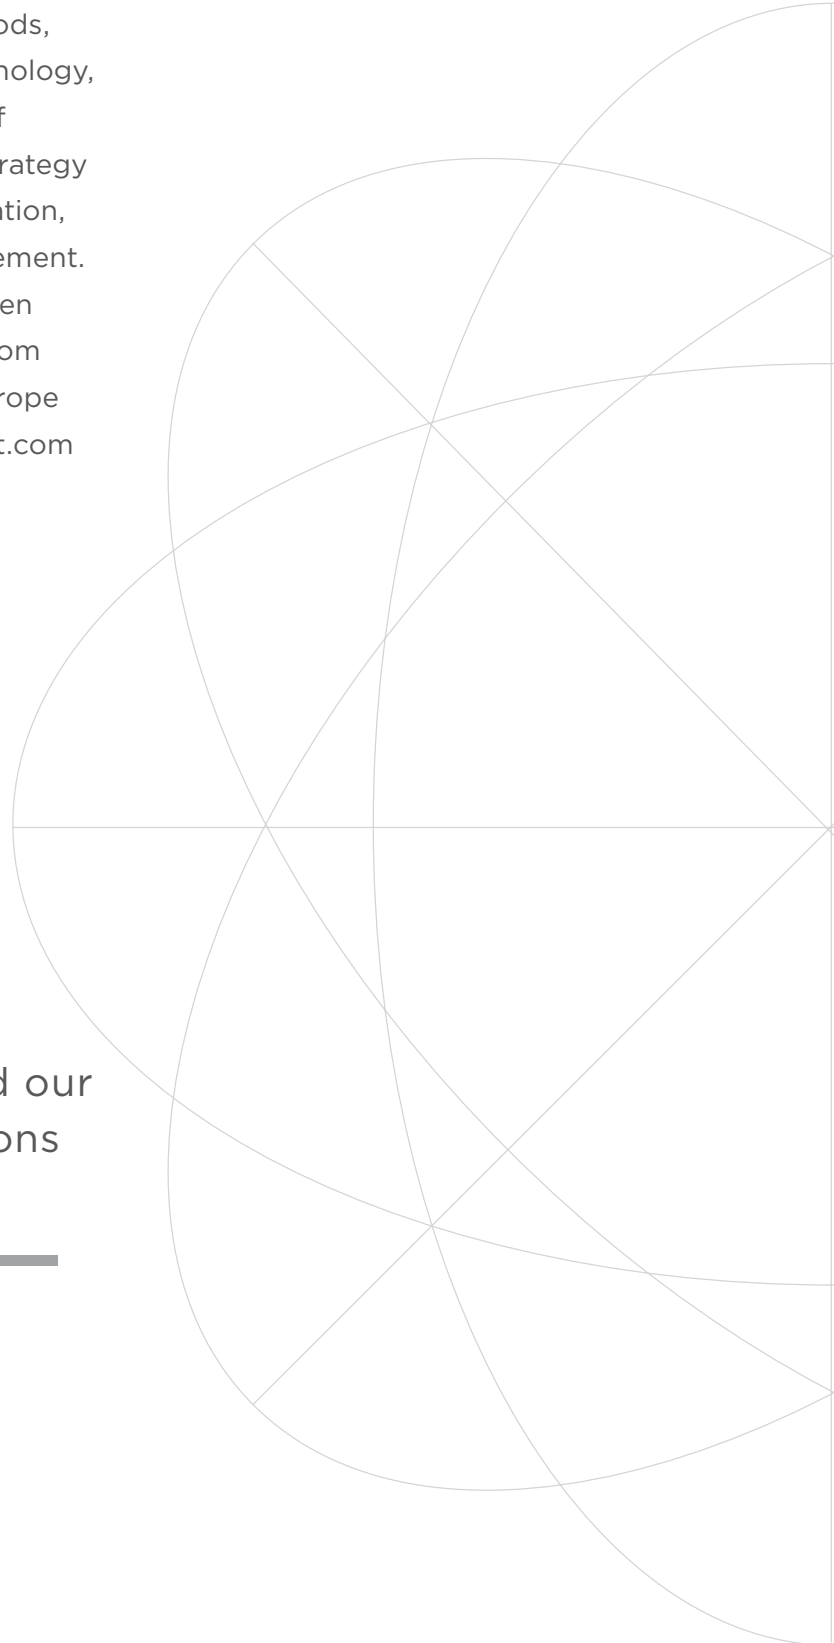 ods,
nology,
f
rategy
ation,
ement.
en
om
rope
t.com
d our
ons